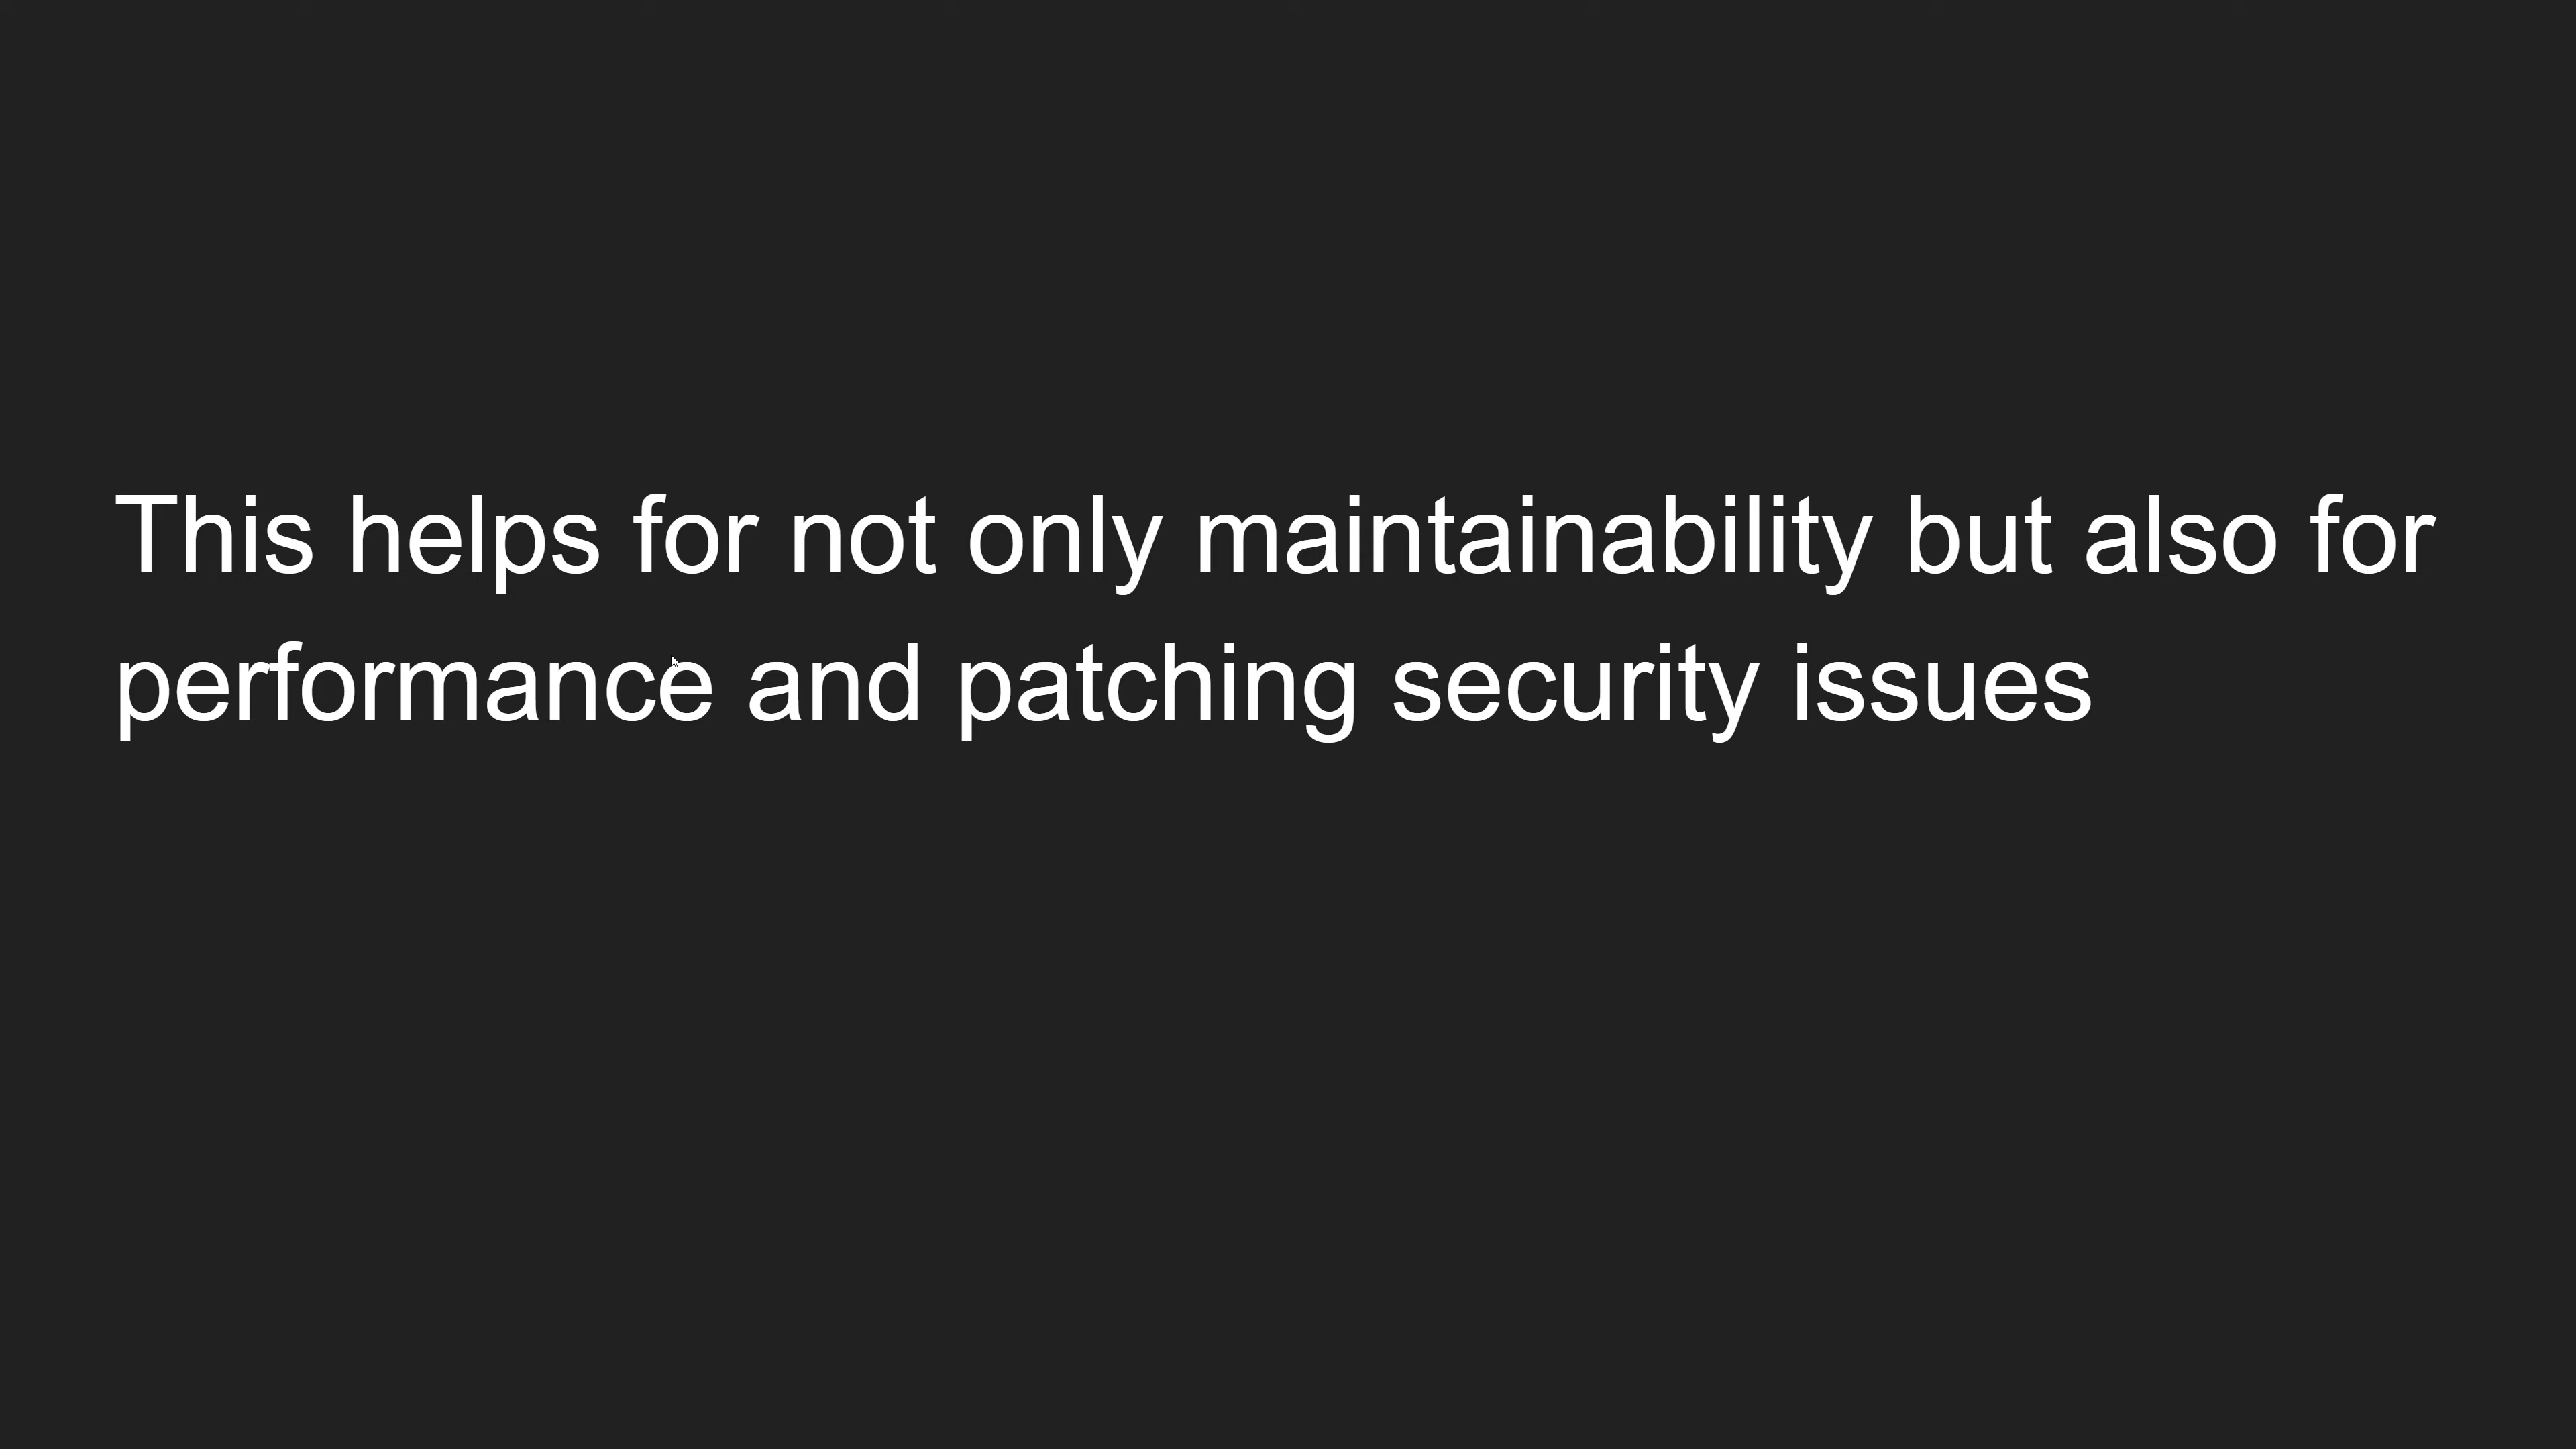 This helps for not only maintainability but also for
performance and patching security issues